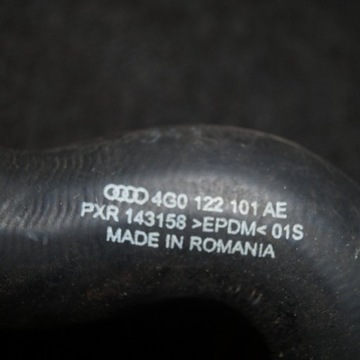 4G0 122 101 AE
PXR 143158 >EPDM< 01S
MADE IN ROMANIA